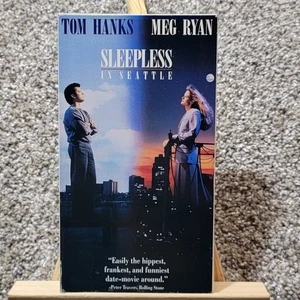 TOM HANKS MEG RYAN
SLEEPLESS
IN SEATTLE
"Easily the hippest,
frankest, and funniest
date-movie around."
-Peter Travers, Rolling Stone